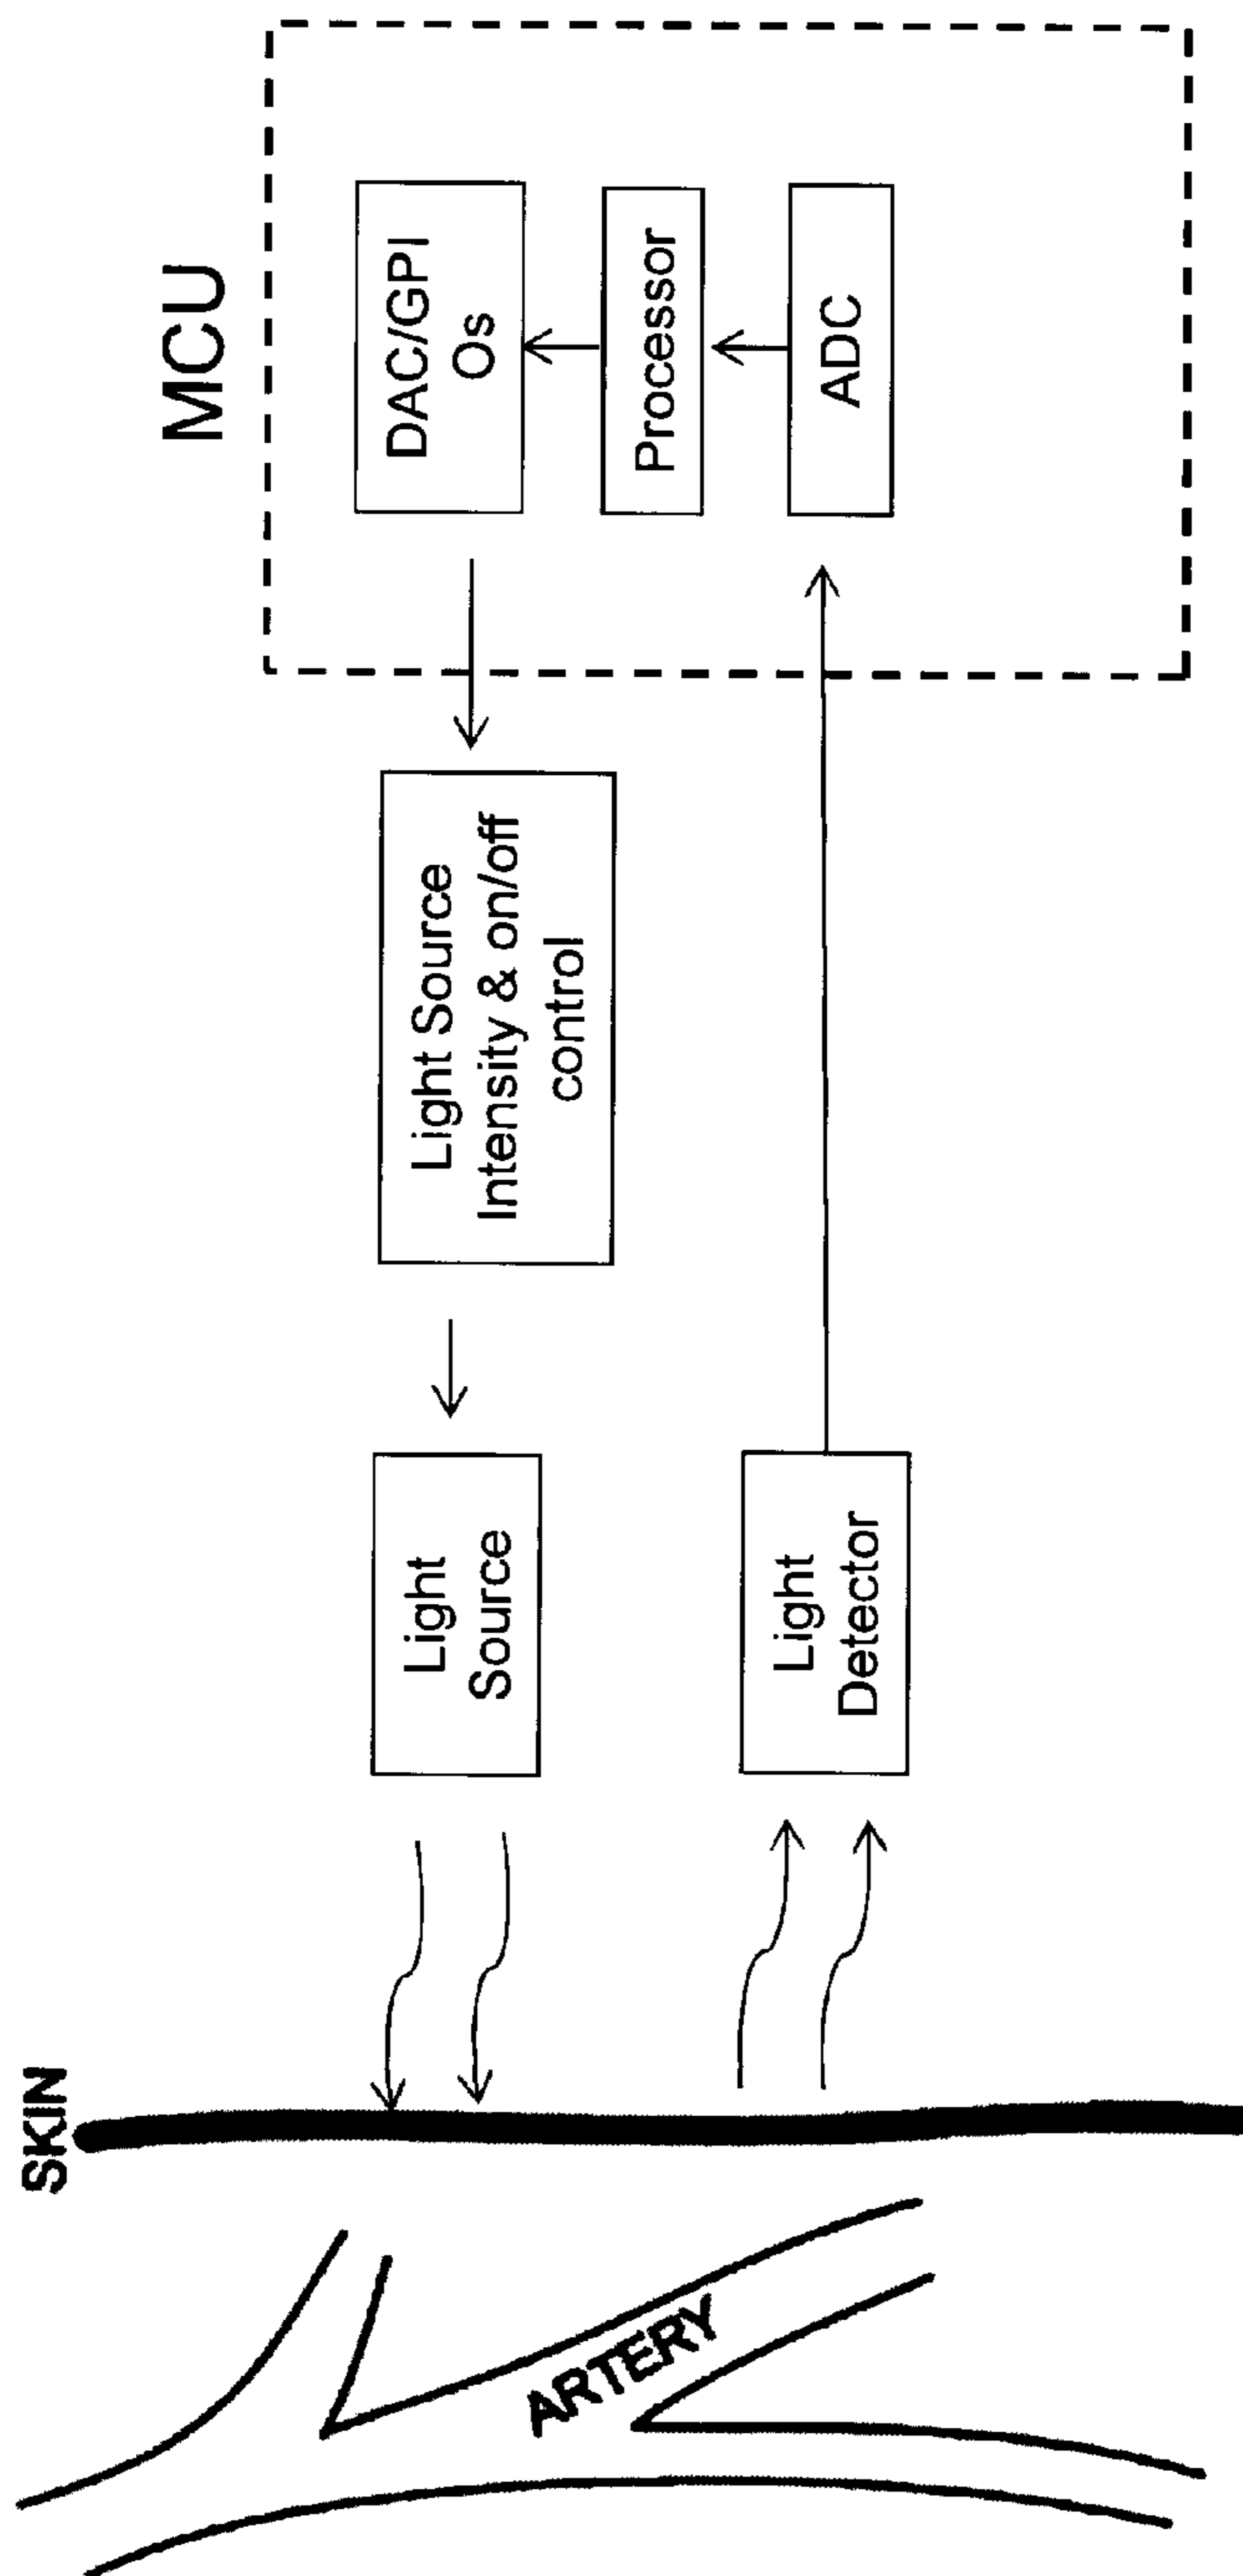 SKIN
ARTERY
Light
Source
Light
Detector
Light Source
Intensity & on/off
control
MCU
DAC/GPI
Os
Processor
ADC